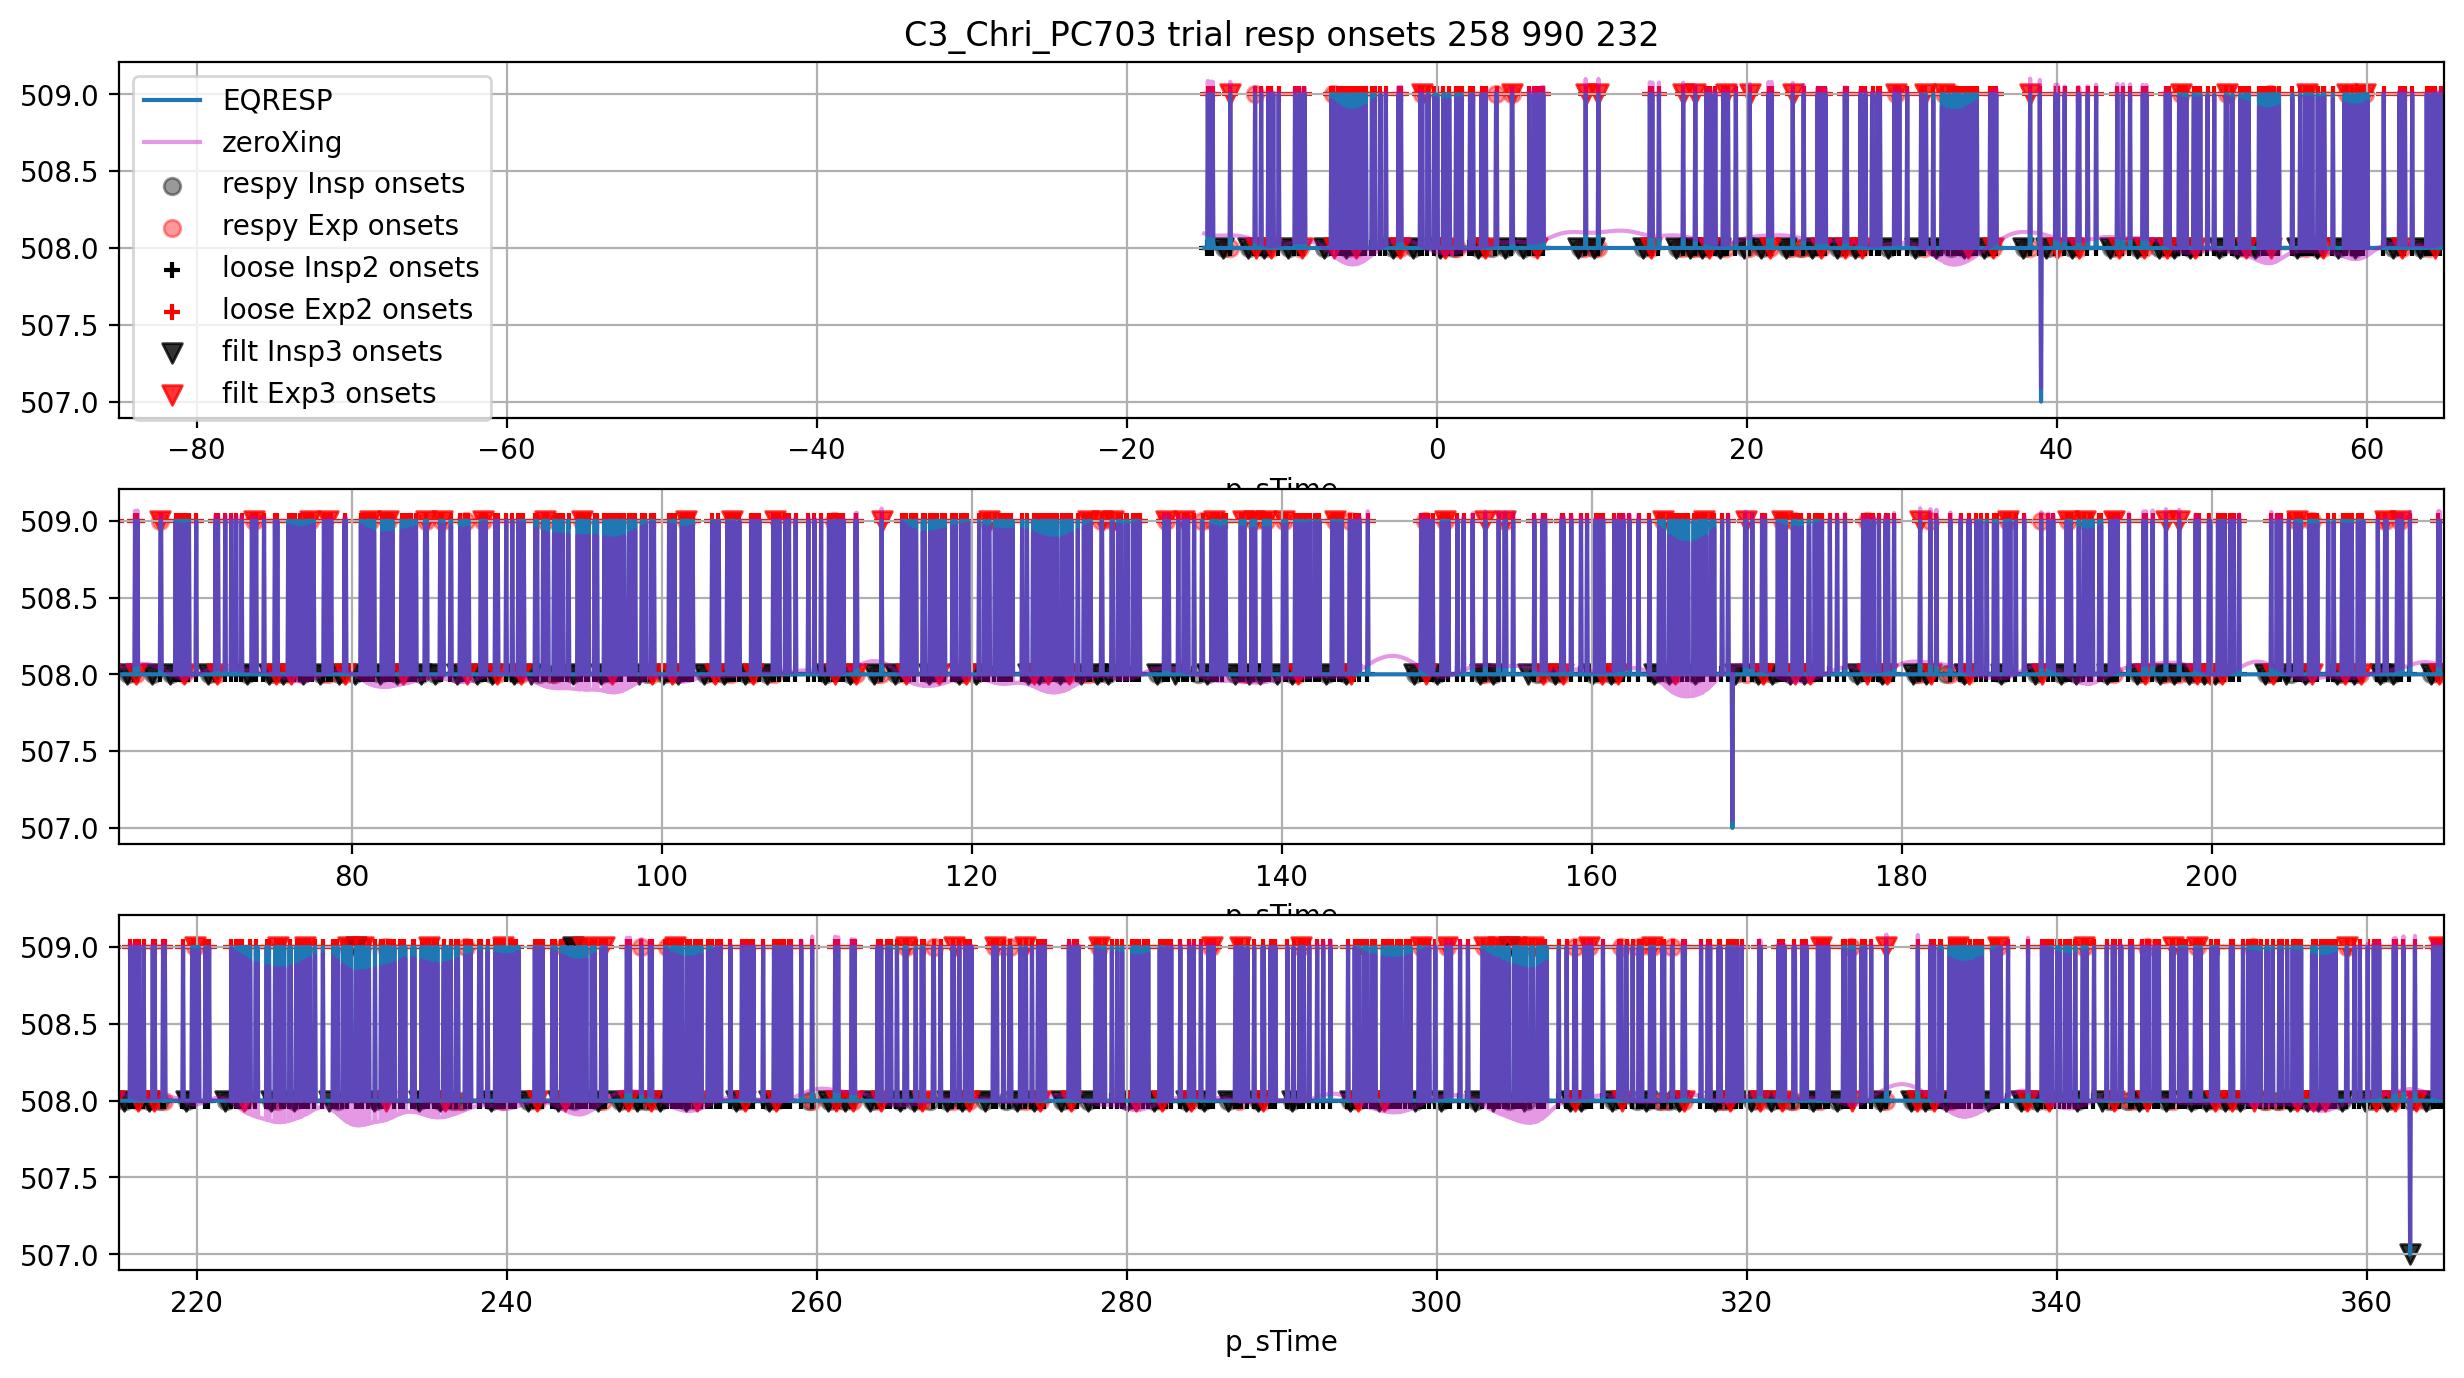 C3_Chri_PC703 trial resp onsets 258 990 232
EQRESP
zeroXing
respy Insp onsets
respy Exp onsets
loose Insp2 onsets
loose Exp2 onsets
filt Insp3 onsets
filt Exp3 onsets
509.0
508.5
508.0
507.5
507.0
−80 −60 −40 −20 0 20 40 60
p_sTime
509.0
508.5
508.0
507.5
507.0
80 100 120 140 160 180 200
p_sTime
509.0
508.5
508.0
507.5
507.0
220 240 260 280 300 320 340 360
p_sTime